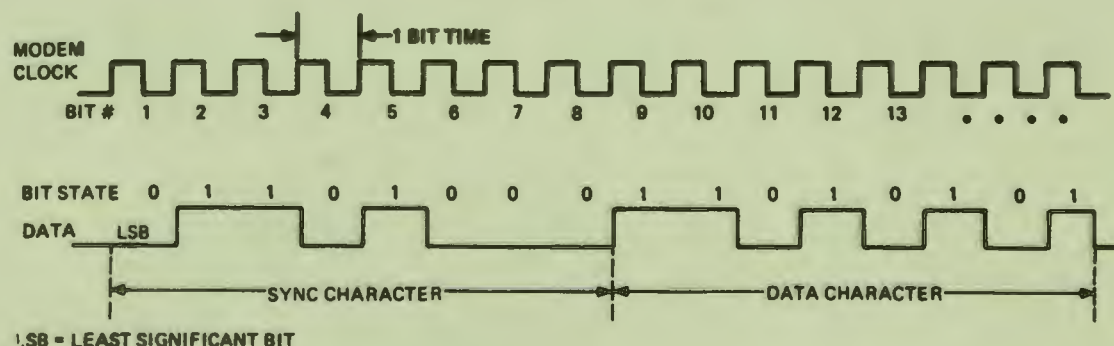 1 BIT TIME
MODEM
CLOCK
BIT # 1 2 3 4 5 6 7 8 9 10 11 12 13 . . . .
BIT STATE 0 1 1 0 1 0 0 0 1 1 0 1 0 1 0 1
DATA LSB
SYNC CHARACTER DATA CHARACTER
LSB = LEAST SIGNIFICANT BIT